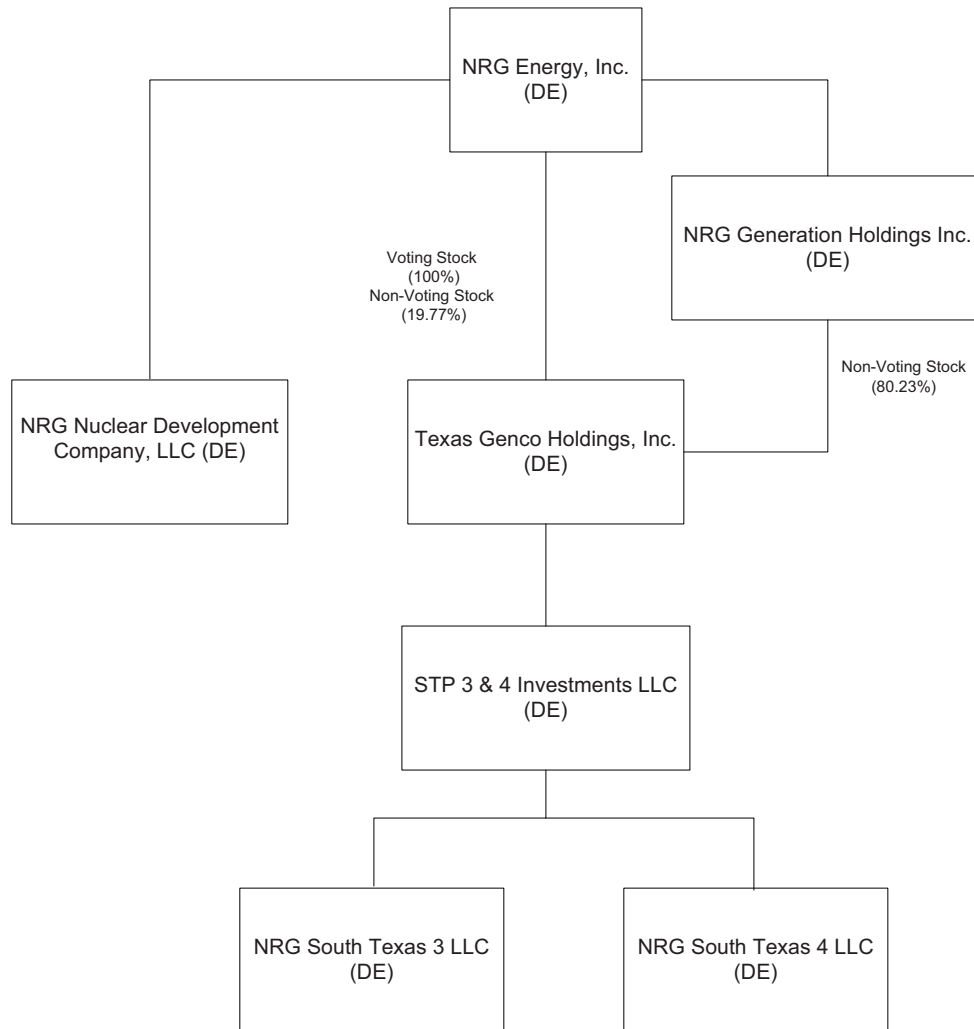 NRG Energy, Inc.
(DE)
NRG Generation Holdings Inc.
(DE)
Voting Stock
(100%)
Non-Voting Stock
(19.77%)
Non-Voting Stock
(80.23%)
NRG Nuclear Development
Company, LLC (DE)
Texas Genco Holdings, Inc.
(DE)
STP 3 & 4 Investments LLC
(DE)
NRG South Texas 3 LLC
(DE)
NRG South Texas 4 LLC
(DE)